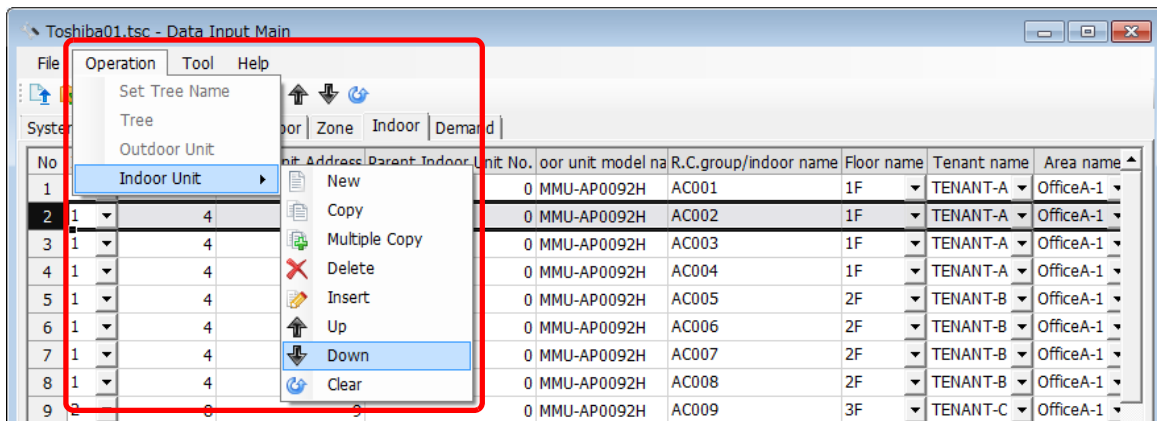 Toshiba01.tsc - Data Input Main
File Operation Tool Help
Set Tree Name
Tree
Outdoor Unit
Indoor Unit
New
Copy
Multiple Copy
Delete
Insert
Up
Down
Clear
Zone Indoor Demand
No Address Parent Indoor Unit No. oor unit model na R.C.group/indoor name Floor name Tenant name Area name
1 0 MMU-AP0092H AC001 1F TENANT-A OfficeA-1
2 1 4 0 MMU-AP0092H AC002 1F TENANT-A OfficeA-1
3 1 4 0 MMU-AP0092H AC003 1F TENANT-A OfficeA-1
4 1 4 0 MMU-AP0092H AC004 1F TENANT-A OfficeA-1
5 1 4 0 MMU-AP0092H AC005 2F TENANT-B OfficeA-1
6 1 4 0 MMU-AP0092H AC006 2F TENANT-B OfficeA-1
7 1 4 0 MMU-AP0092H AC007 2F TENANT-B OfficeA-1
8 1 4 0 MMU-AP0092H AC008 2F TENANT-B OfficeA-1
9 2 8 9 0 MMU-AP0092H AC009 3F TENANT-C OfficeA-1